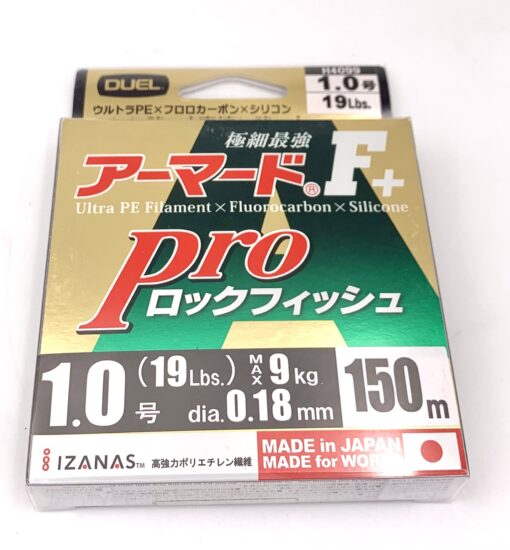 DUEL
H4099
1.0号
19Lbs.
ウルトラPE×フロロカーボン×シリコン
極細最強
アーマード® F+
Ultra PE Filament×Fluorocarbon×Silicone
Pro
ロックフィッシュ
1.0号 (19Lbs.) MAX 9kg
dia.0.18mm
150m
IZANAS™ 高強力ポリエチレン繊維
MADE in JAPAN
MADE for WORLD